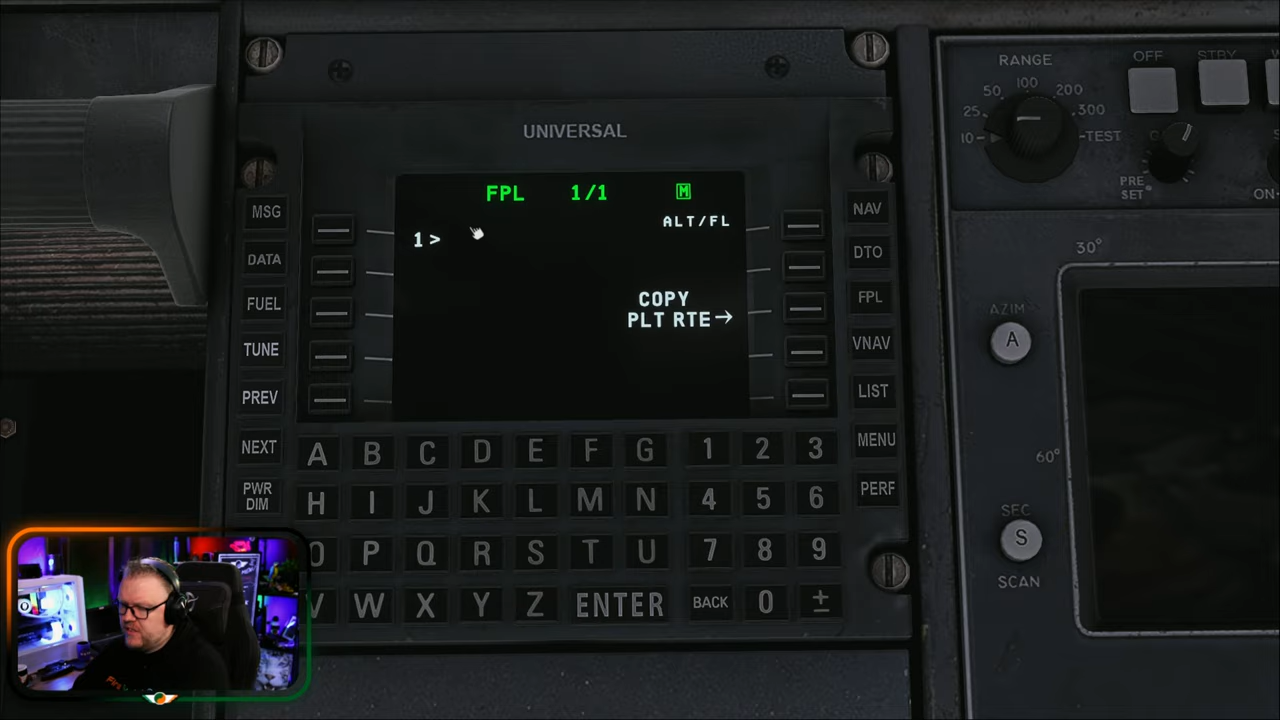 UNIVERSAL
FPL 1/1 M
ALT/FL
1 >
COPY
PLT RTE→
MSG
DATA
FUEL
TUNE
PREV
NEXT
PWR
DIM
NAV
DTO
FPL
VNAV
LIST
MENU
PERF
A B C D E F G 1 2 3
H I J K L M N 4 5 6
O P Q R S T U 7 8 9
V W X Y Z ENTER BACK 0 ±
RANGE
10 25 50 100 200 300 TEST
OFF
STBY
PRE
SET
ON
30°
AZIM
A
60°
SEC
S
SCAN